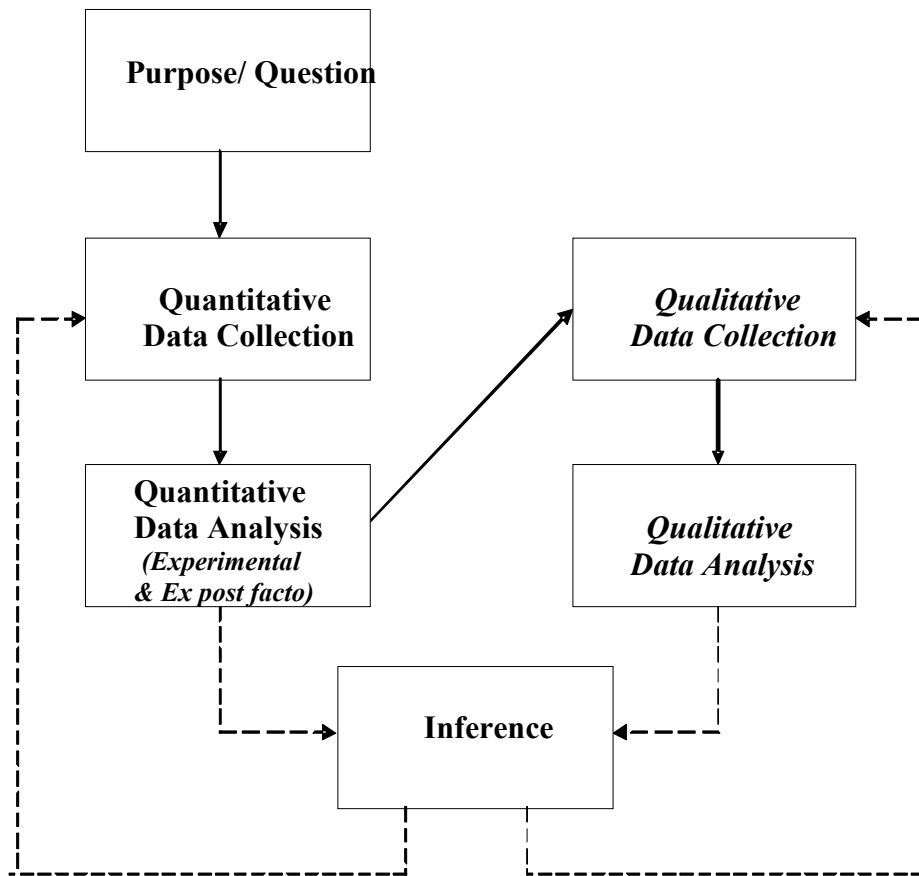 Purpose/ Question
Quantitative
Data Collection
Qualitative
Data Collection
Quantitative
Data Analysis
(Experimental
& Ex post facto)
Qualitative
Data Analysis
Inference